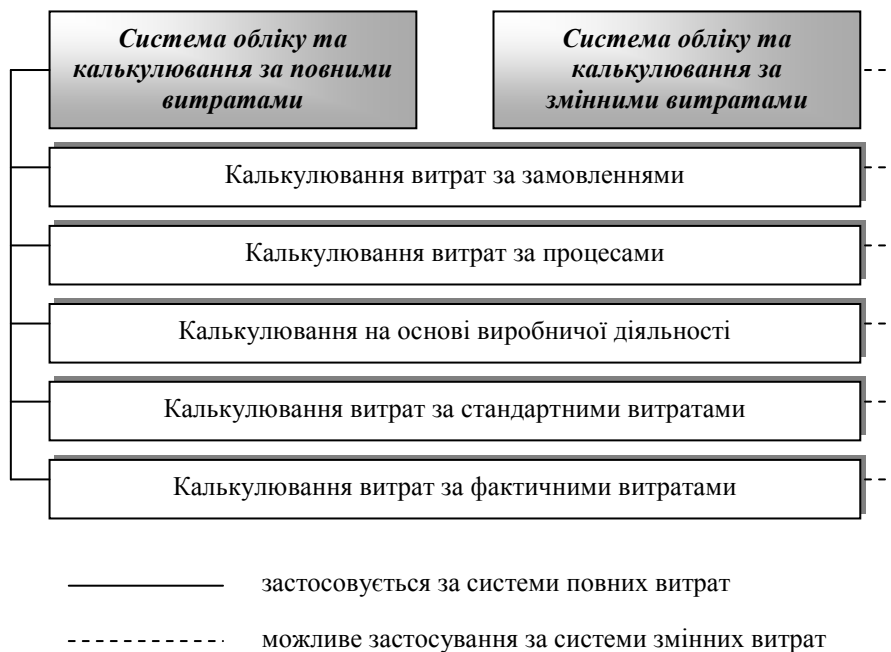 Система обліку та
калькулювання за повними
витратами
Система обліку та
калькулювання за
змінними витратами
Калькулювання витрат за замовленнями
Калькулювання витрат за процесами
Калькулювання на основі виробничої діяльності
Калькулювання витрат за стандартними витратами
Калькулювання витрат за фактичними витратами
застосовується за системи повних витрат
можливе застосування за системи змінних витрат